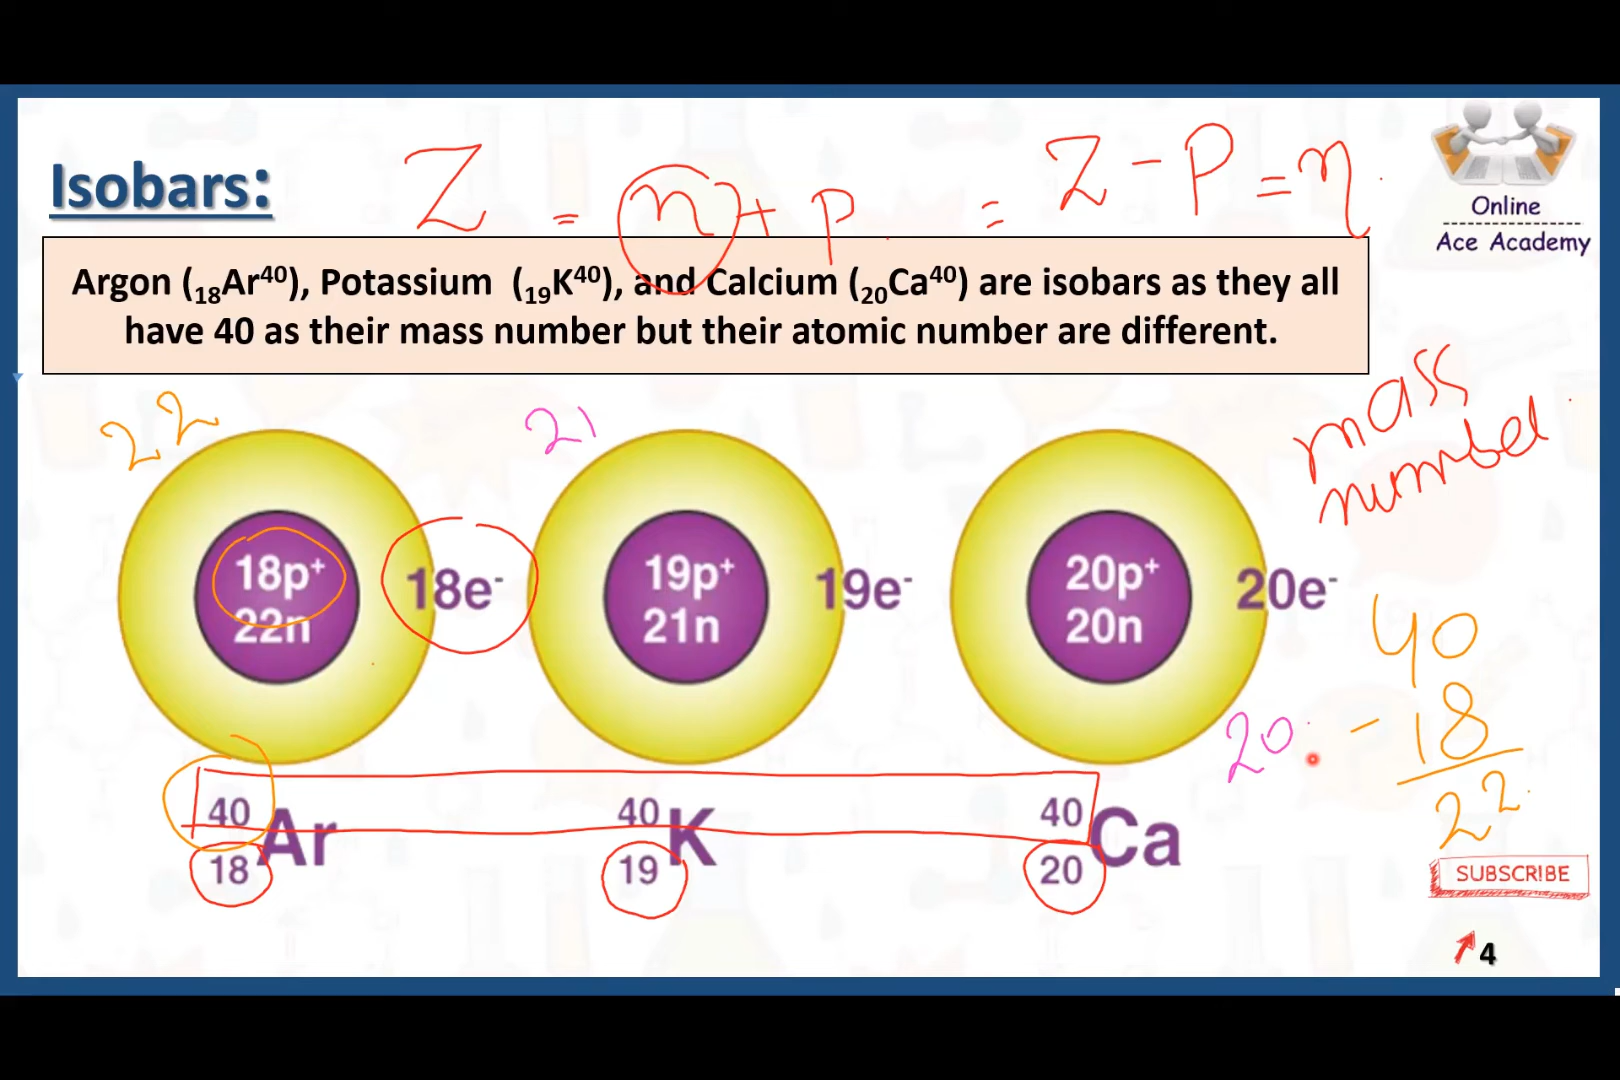 Isobars:
Z = n + p = Z - P = n
Online
Ace Academy
Argon (₁₈Ar⁴⁰), Potassium (₁₉K⁴⁰), and Calcium (₂₀Ca⁴⁰) are isobars as they all
have 40 as their mass number but their atomic number are different.
mass
number
22
21
18p⁺
22n
18e⁻
19p⁺
21n
19e⁻
20p⁺
20n
20e⁻
40
- 18
22
20
40
18
Ar
40
19
K
40
20
Ca
SUBSCRIBE
4